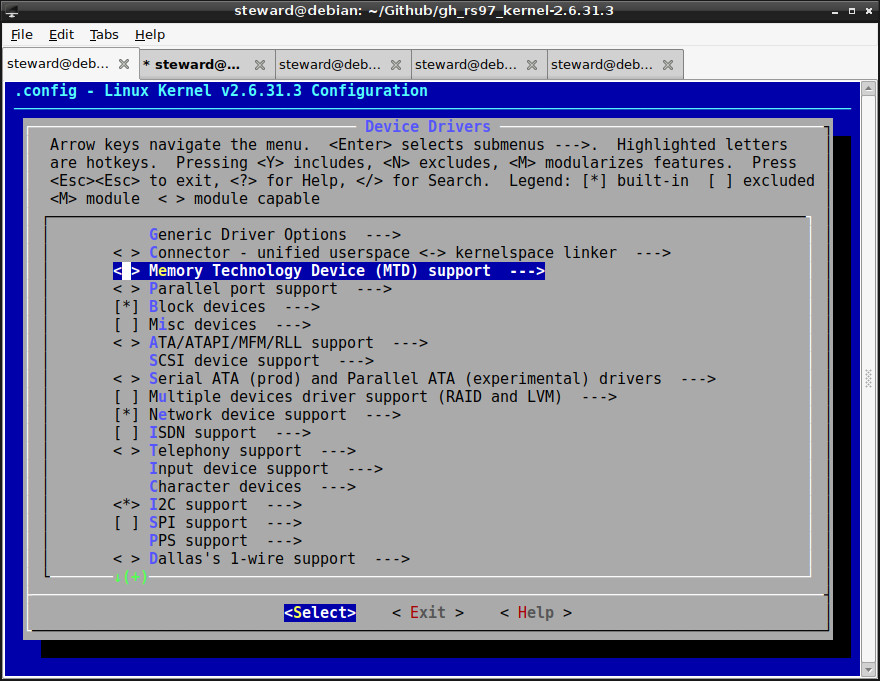 steward@debian: ~/Github/gh_rs97_kernel-2.6.31.3
File Edit Tabs Help
steward@deb... * steward@... steward@deb... steward@deb... steward@deb...
.config - Linux Kernel v2.6.31.3 Configuration
Device Drivers
Arrow keys navigate the menu.  <Enter> selects submenus --->.  Highlighted letters
are hotkeys.  Pressing <Y> includes, <N> excludes, <M> modularizes features.  Press
<Esc><Esc> to exit, <?> for Help, </> for Search.  Legend: [*] built-in  [ ] excluded
<M> module  < > module capable
Generic Driver Options  --->
< > Connector - unified userspace <-> kernelspace linker  --->
< > Memory Technology Device (MTD) support  --->
< > Parallel port support  --->
[*] Block devices  --->
[ ] Misc devices  --->
< > ATA/ATAPI/MFM/RLL support  --->
SCSI device support  --->
< > Serial ATA (prod) and Parallel ATA (experimental) drivers  --->
[ ] Multiple devices driver support (RAID and LVM)  --->
[*] Network device support  --->
[ ] ISDN support  --->
< > Telephony support  --->
Input device support  --->
Character devices  --->
<*> I2C support  --->
[ ] SPI support  --->
PPS support  --->
< > Dallas's 1-wire support  --->
↓(+)
<Select>    < Exit >    < Help >